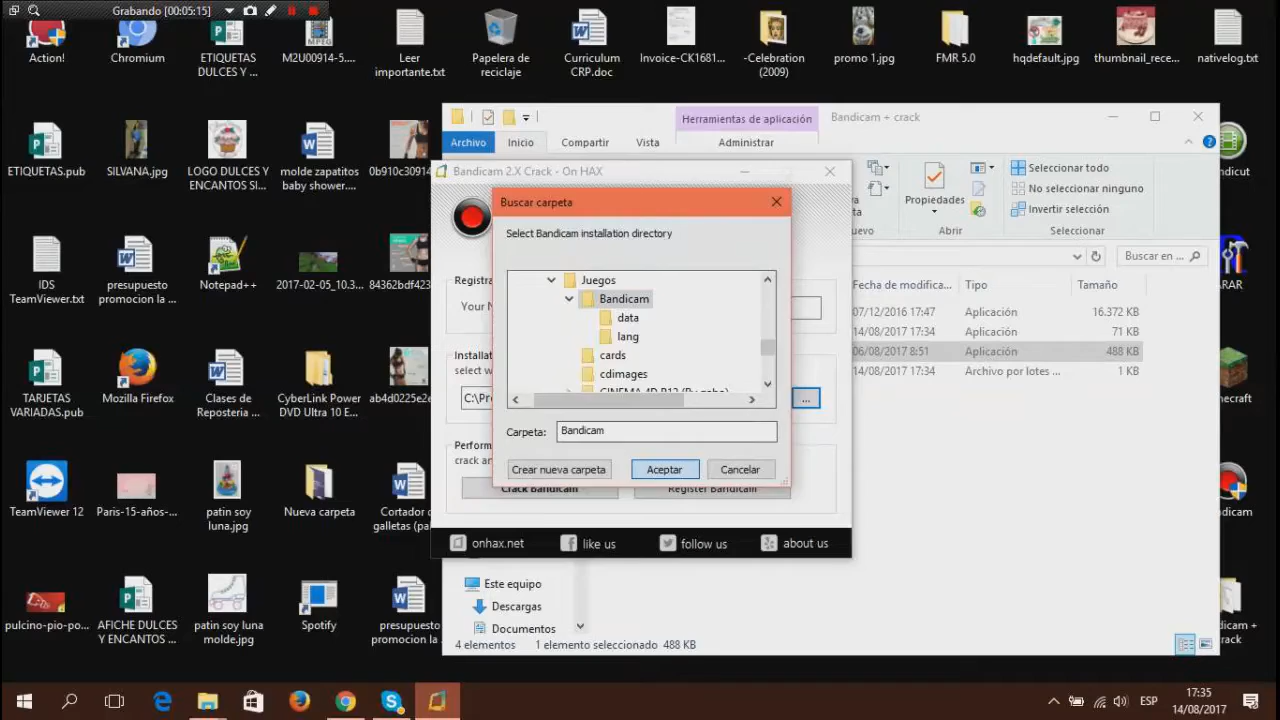 Grabando [00:05:15]
Action!
Chromium
ETIQUETAS
DULCES Y ...
M2U00914-5....
Leer
importante.txt
Papelera de
reciclaje
Curriculum
CRP.doc
Invoice-CK1681...
-Celebration
(2009)
promo 1.jpg
FMR 5.0
hqdefault.jpg
thumbnail_rece...
nativelog.txt
ETIQUETAS.pub
SILVANA.jpg
LOGO DULCES Y
ENCANTOS SI...
molde zapatitos
baby shower....
0b910c30914
IDS
TeamViewer.txt
presupuesto
promocion la ...
Notepad++
2017-02-05_10.3...
84362bdf423
TARJETAS
VARIADAS.pub
Mozilla Firefox
Clases de
Reposteria ...
CyberLink Power
DVD Ultra 10 E...
ab4d0225e2e
TeamViewer 12
Paris-15-años-...
patin soy
luna.jpg
Nueva carpeta
Cortador de
galletas (pa
pulcino-pio-po...
AFICHE DULCES
Y ENCANTOS ...
patin soy luna
molde.jpg
Spotify
presupuesto
promocion la
Herramientas de aplicación
Bandicam + crack
Archivo
Inicio
Compartir
Vista
Administrar
Propiedades
Seleccionar todo
No seleccionar ninguno
Invertir selección
Abrir
Seleccionar
Buscar en ...
Fecha de modifica...
Tipo
Tamaño
07/12/2016 17:47
Aplicación
16.372 KB
14/08/2017 17:34
Aplicación
71 KB
06/08/2017 8:51
Aplicación
488 KB
14/08/2017 17:34
Archivo por lotes ...
1 KB
Bandicam 2.X Crack - On HAX
Registra
Your N
Installat
select w
C:\Pr
...
Perform
crack an
Crack Bandicam
Register Bandicam
onhax.net
like us
follow us
about us
Buscar carpeta
Select Bandicam installation directory
Juegos
Bandicam
data
lang
cards
cdimages
Carpeta:
Bandicam
Crear nueva carpeta
Aceptar
Cancelar
Este equipo
Descargas
Documentos
4 elementos
1 elemento seleccionado
488 KB
ndicut
RAR
necraft
ndicam
dicam +
crack
ESP
17:35
14/08/2017